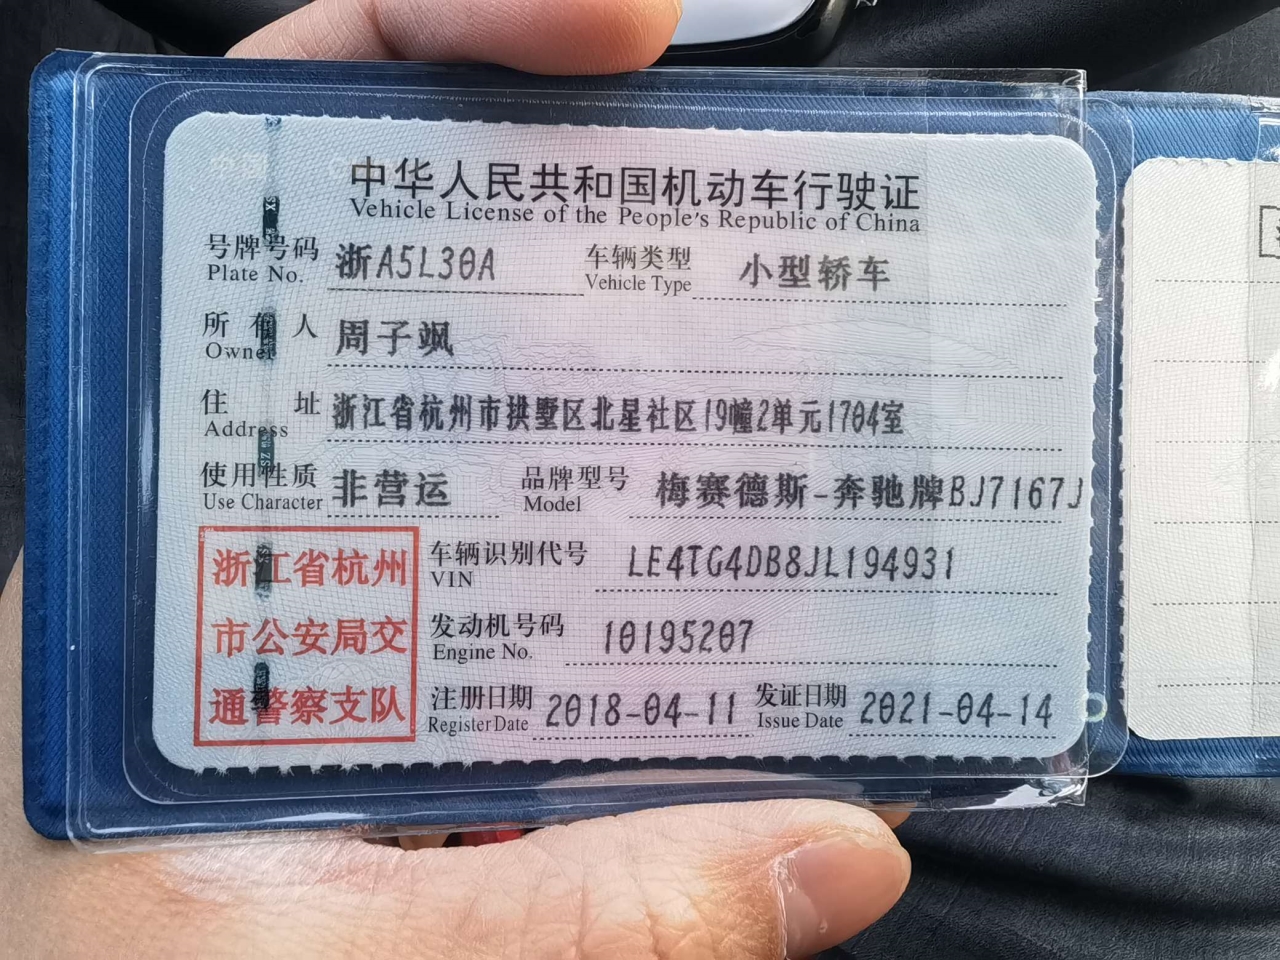 中华人民共和国机动车行驶证
Vehicle License of the People's Republic of China
号牌号码 浙A5L30A 车辆类型 小型轿车
Plate No. Vehicle Type
所有人 周子飒
Owner
住址 浙江省杭州市拱墅区北星社区19幢2单元1704室
Address
使用性质 非营运 品牌型号 梅赛德斯-奔驰牌BJ7167J
Use Character Model
浙江省杭州 车辆识别代号 LE4TG4DB8JL194931
VIN
市公安局交 发动机号码 10195207
Engine No.
通警察支队 注册日期 2018-04-11 发证日期 2021-04-14
Register Date Issue Date